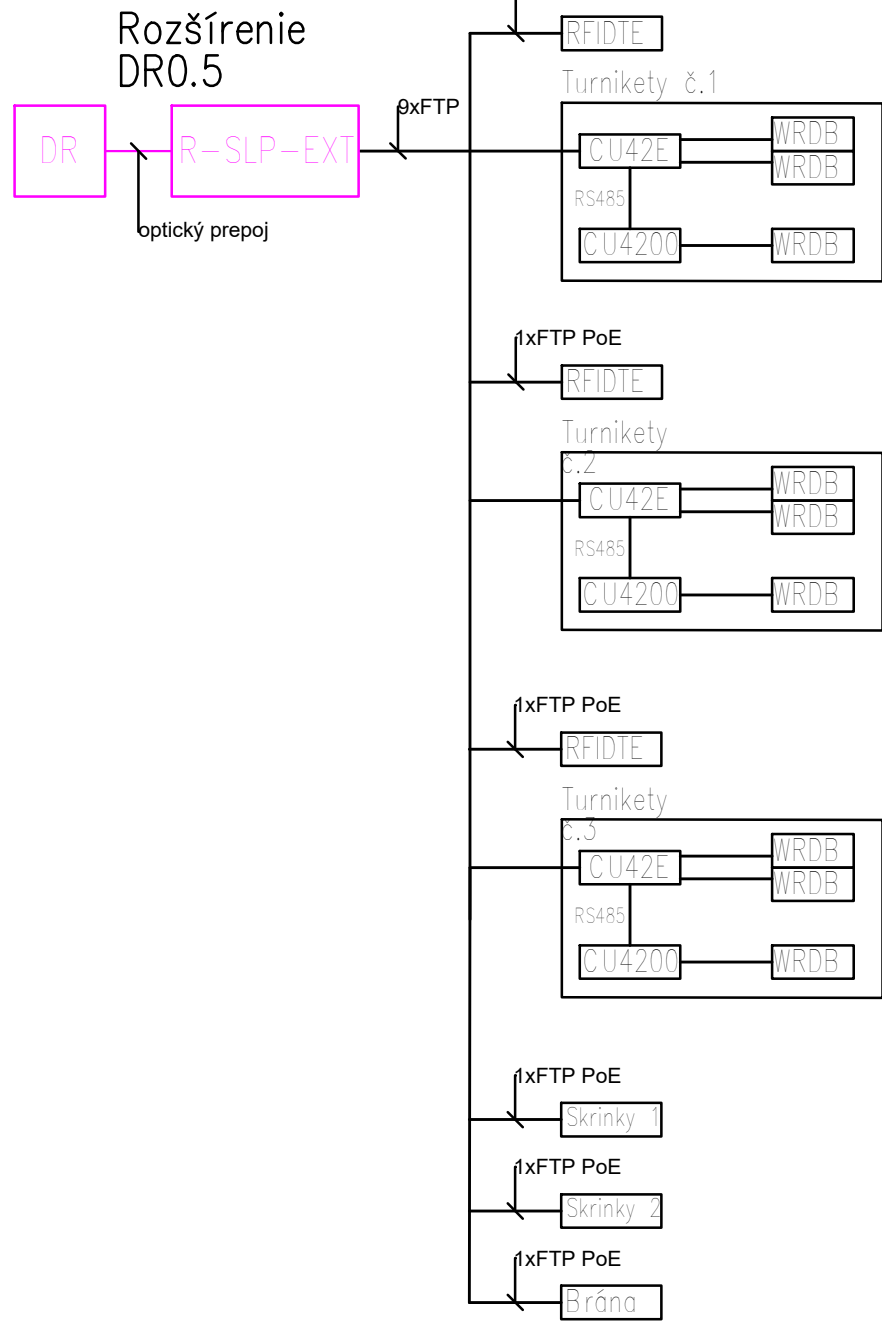 Rozšírenie
DR0.5
DR
R-SLP-EXT
optický prepoj
9xFTP
RFIDTE
Turnikety č.1
CU42E
WRDB
WRDB
RS485
CU4200
WRDB
1xFTP PoE
RFIDTE
Turnikety
č.2
CU42E
WRDB
WRDB
RS485
CU4200
WRDB
1xFTP PoE
RFIDTE
Turnikety
č.3
CU42E
WRDB
WRDB
RS485
CU4200
WRDB
1xFTP PoE
Skrinky 1
1xFTP PoE
Skrinky 2
1xFTP PoE
Brána